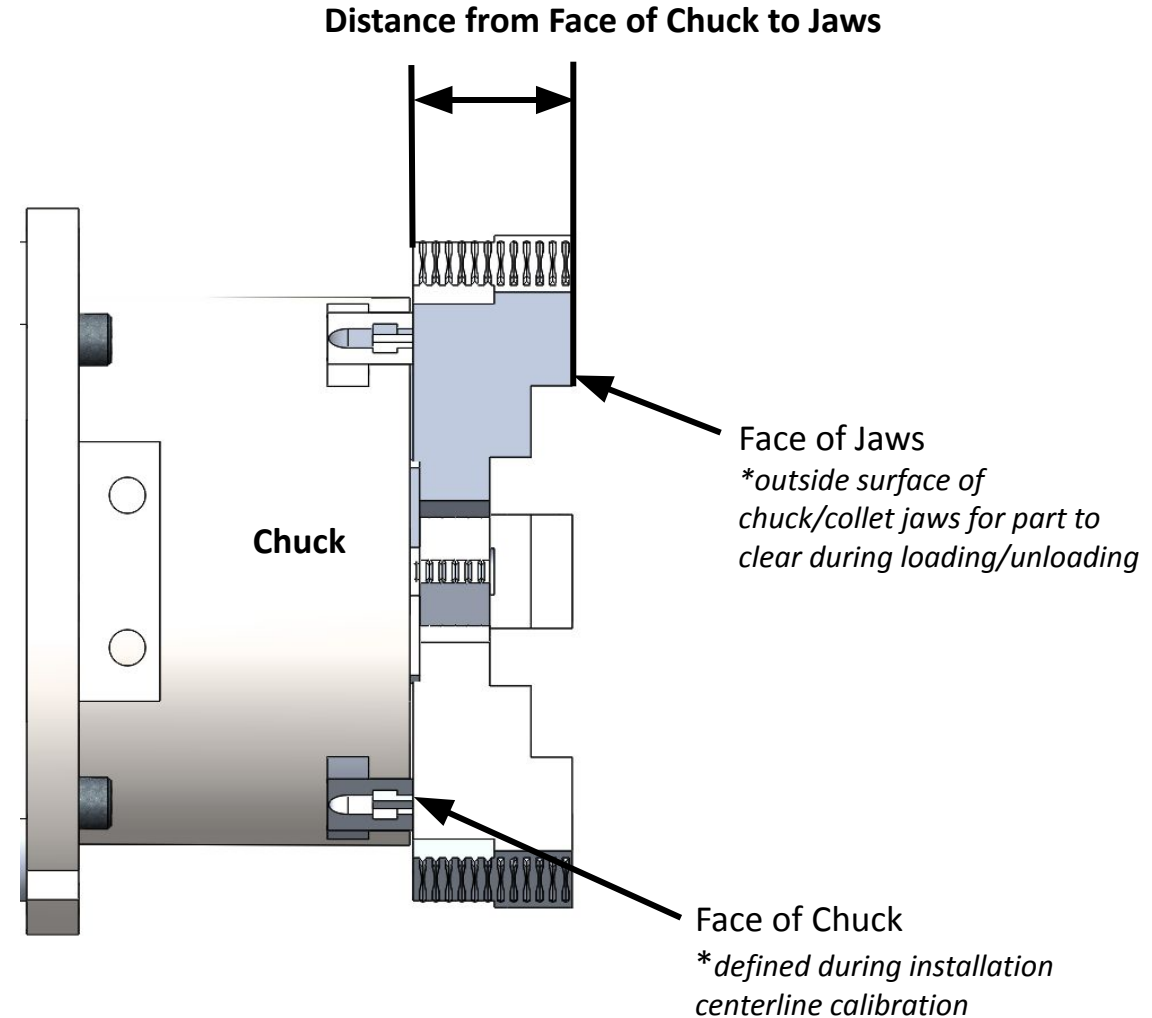 Distance from Face of Chuck to Jaws
Face of Jaws
*outside surface of
chuck/collet jaws for part to
clear during loading/unloading
Chuck
Face of Chuck
*defined during installation
centerline calibration